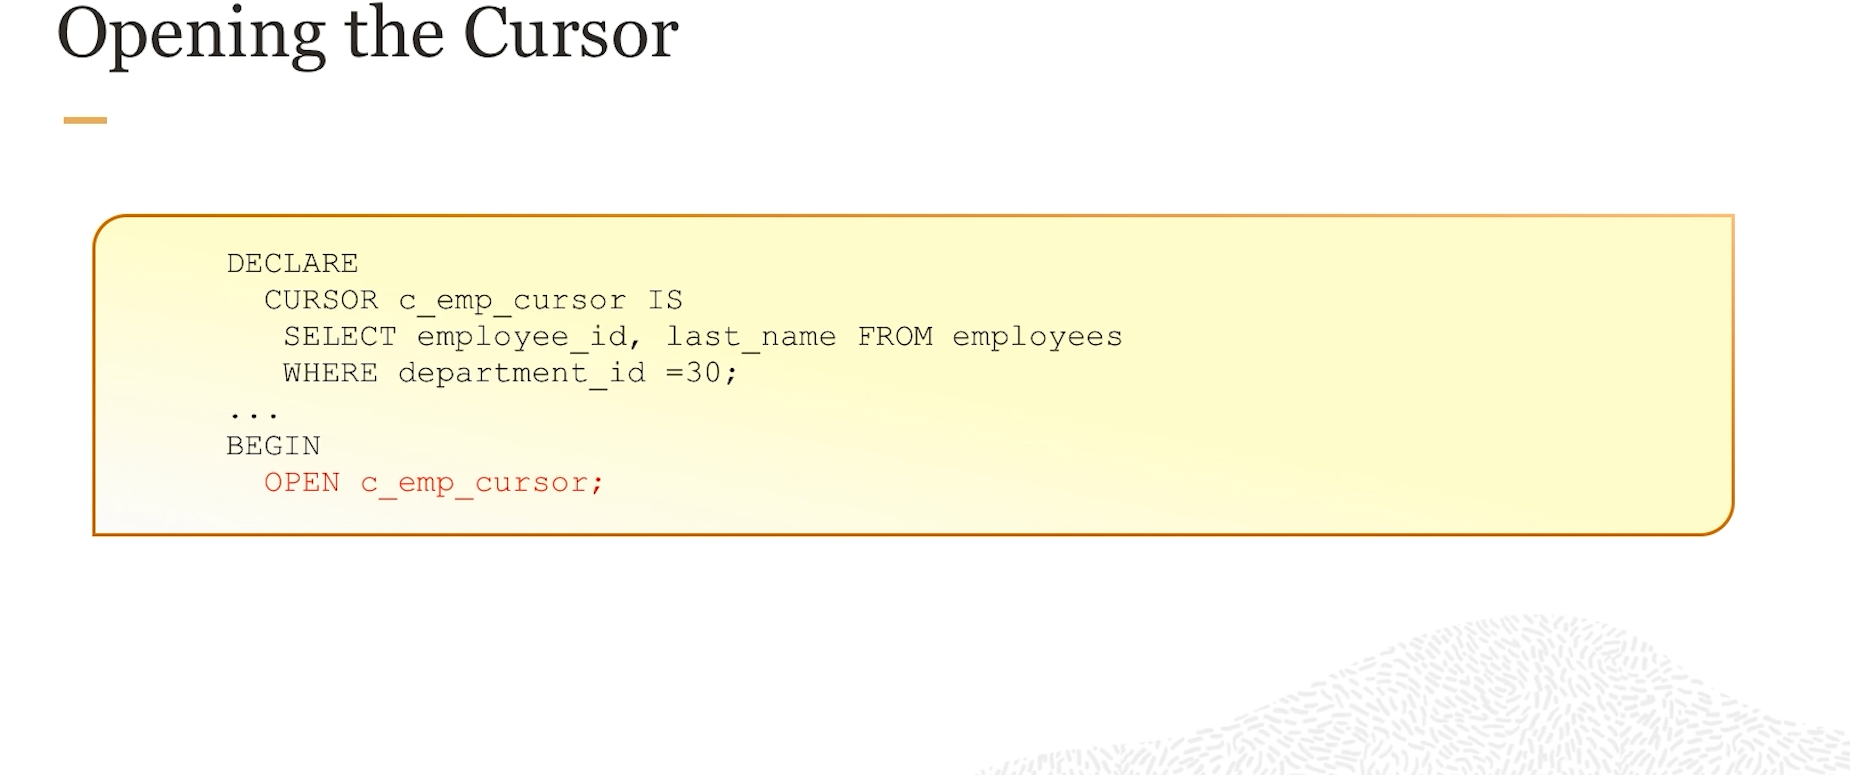 Opening the Cursor
DECLARE
CURSOR c_emp_cursor IS
SELECT employee_id, last_name FROM employees
WHERE department_id =30;
...
BEGIN
OPEN c_emp_cursor;